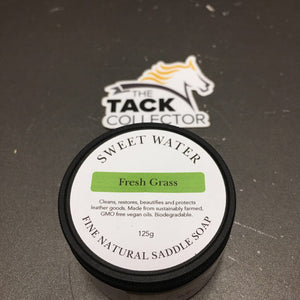 THE
TACK
COLLECTOR
SWEET WATER
Fresh Grass
Cleans, restores, beautifies and protects
leather goods. Made from sustainably farmed,
GMO free vegan oils. Biodegradable.
125g
FINE NATURAL SADDLE SOAP